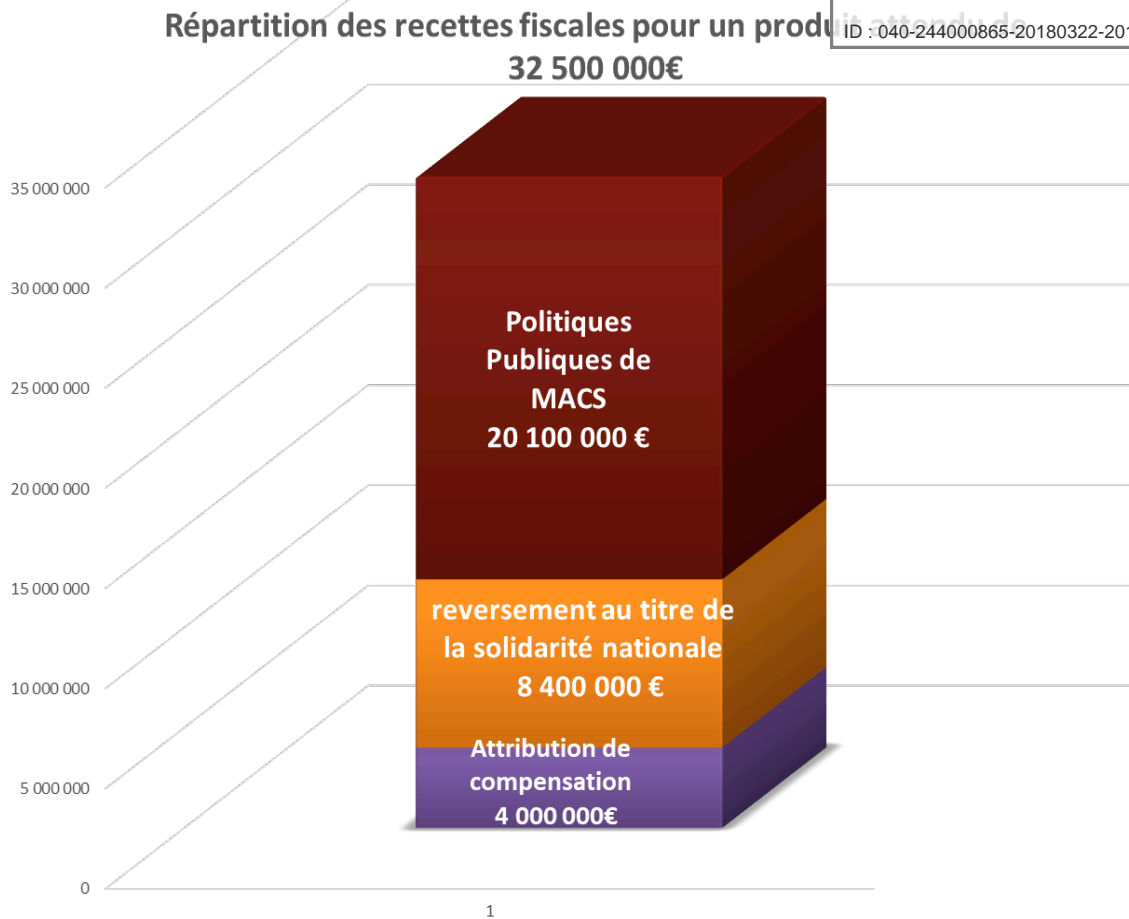 Répartition des recettes fiscales pour un produit attendu de
ID : 040-244000865-20180322-201
32 500 000€
35 000 000
30 000 000
25 000 000
20 000 000
15 000 000
10 000 000
5 000 000
0
Politiques
Publiques de
MACS
20 100 000 €
reversement au titre de
la solidarité nationale
8 400 000 €
Attribution de
compensation
4 000 000€
1